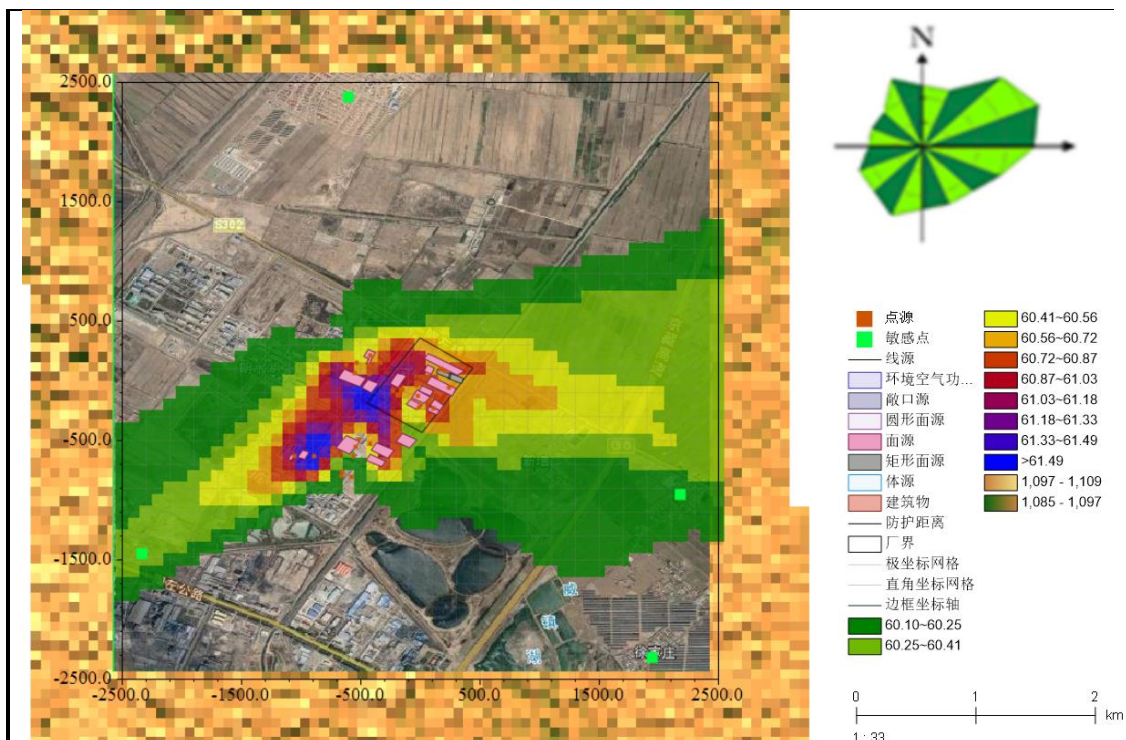 N
2500.0
1500.0
500.0
-500.0
-1500.0
-2500.0
-2500.0
-1500.0
-500.0
500.0
1500.0
2500.0
S302
G6
威
镇
湖
点源
敏感点
线源
环境空气功...
敞口源
圆形面源
面源
矩形面源
体源
建筑物
防护距离
厂界
极坐标网格
直角坐标网格
边框坐标轴
60.10~60.25
60.25~60.41
60.41~60.56
60.56~60.72
60.72~60.87
60.87~61.03
61.03~61.18
61.18~61.33
61.33~61.49
>61.49
1,097 - 1,109
1,085 - 1,097
0
1
2
km
1 : 33